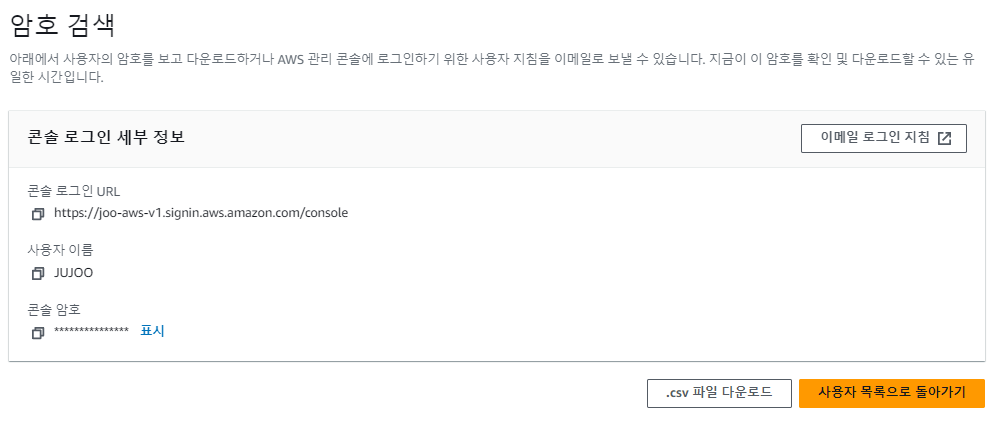 암호 검색
아래에서 사용자의 암호를 보고 다운로드하거나 AWS 관리 콘솔에 로그인하기 위한 사용자 지침을 이메일로 보낼 수 있습니다. 지금이 이 암호를 확인 및 다운로드할 수 있는 유
일한 시간입니다.
콘솔 로그인 세부 정보
이메일 로그인 지침
콘솔 로그인 URL
https://joo-aws-v1.signin.aws.amazon.com/console
사용자 이름
JUJOO
콘솔 암호
*************** 표시
.csv 파일 다운로드
사용자 목록으로 돌아가기